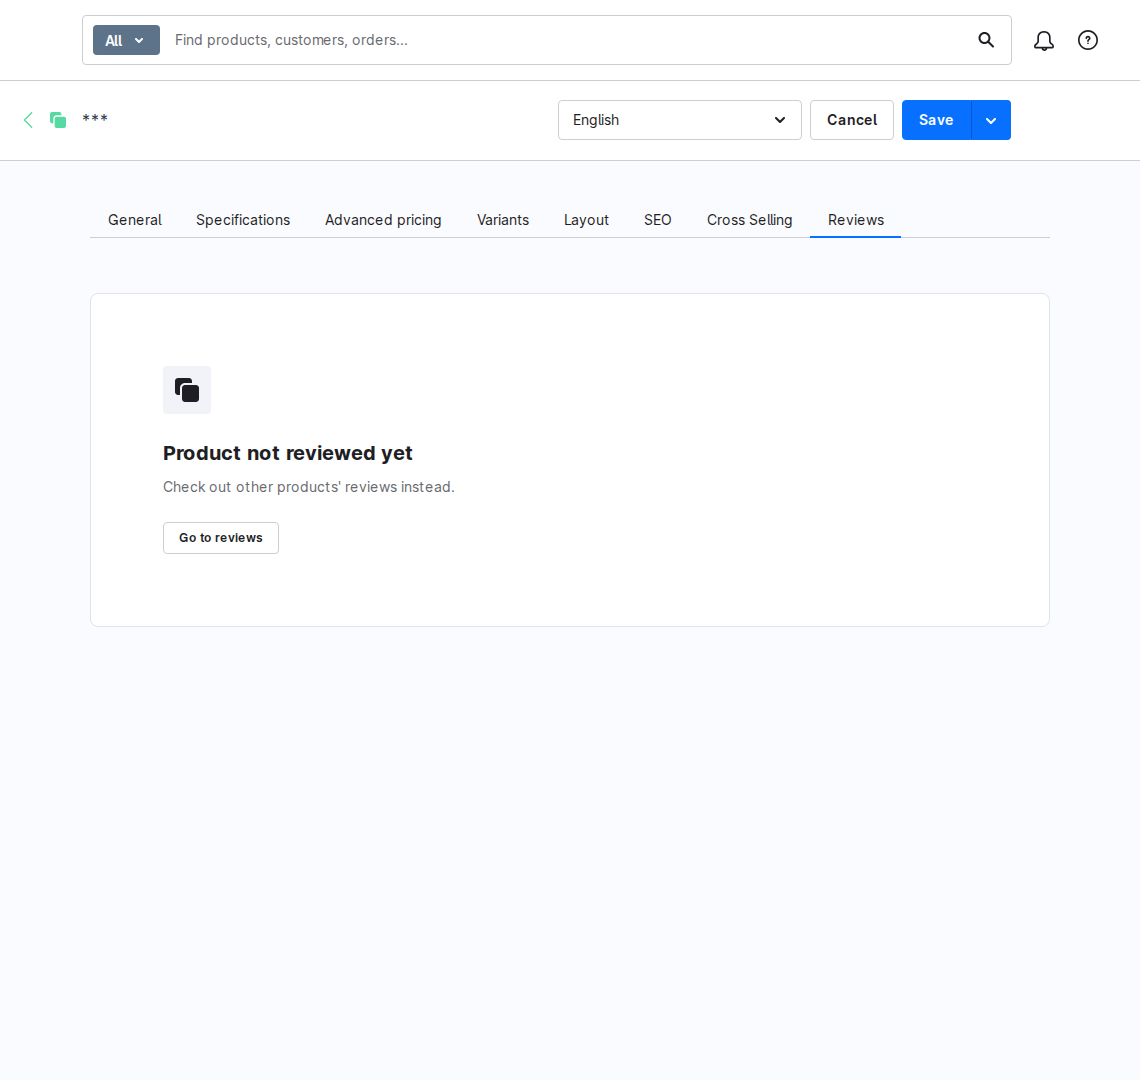 All
Find products, customers, orders...
***
English
Cancel
Save
General
Specifications
Advanced pricing
Variants
Layout
SEO
Cross Selling
Reviews
Product not reviewed yet
Check out other products' reviews instead.
Go to reviews